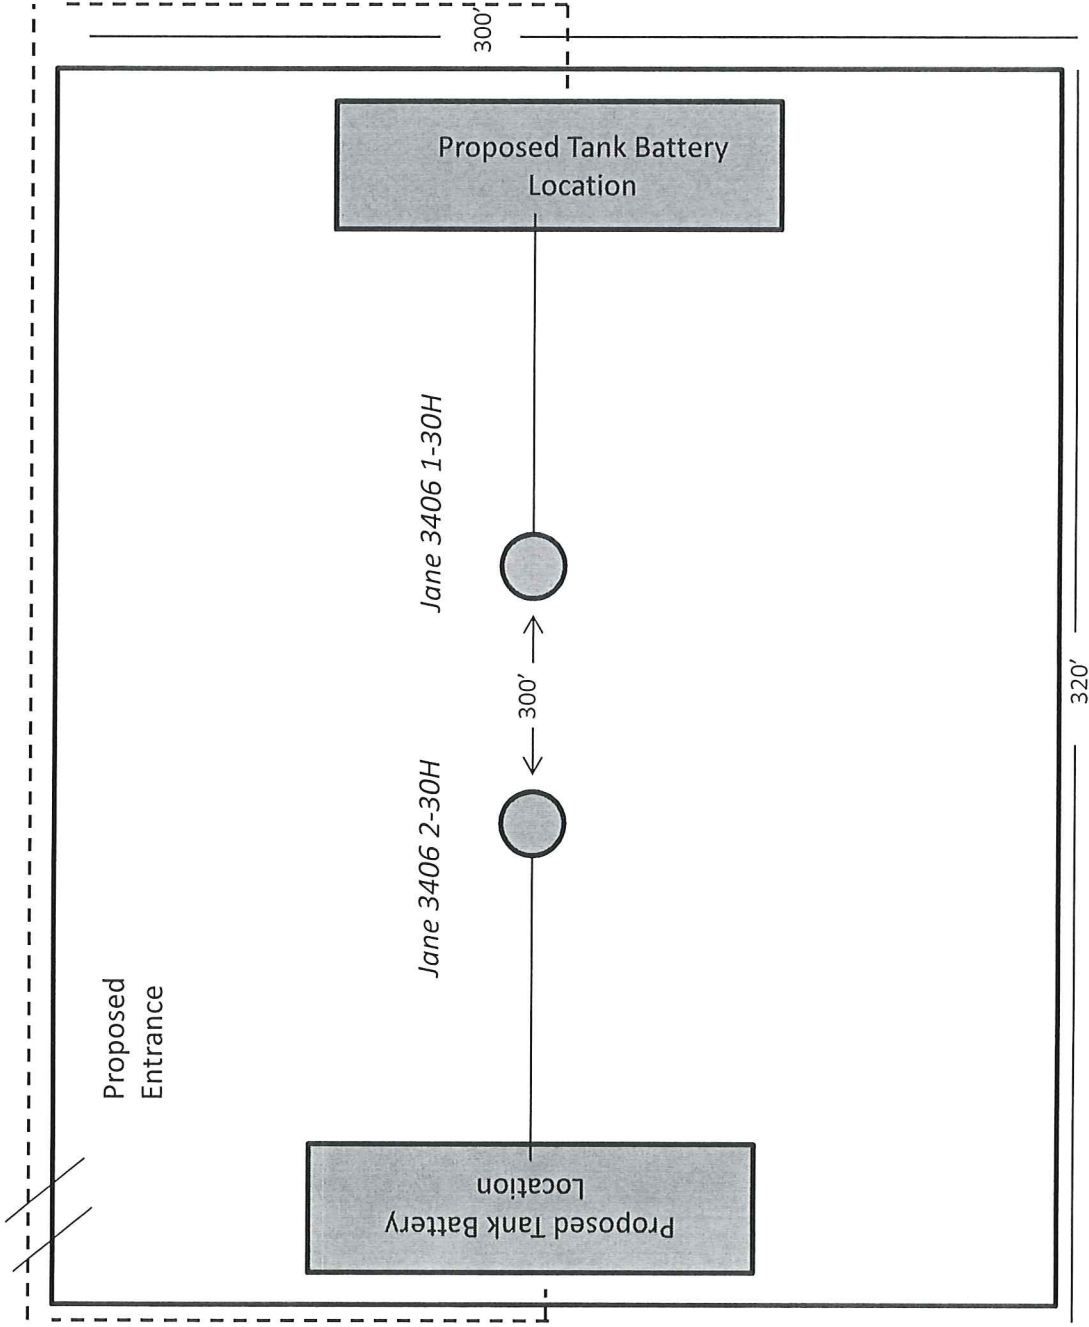 300'
Proposed Tank Battery
Location
Jane 3406 1-30H
300'
Jane 3406 2-30H
320'
Proposed
Entrance
Proposed Tank Battery
Location